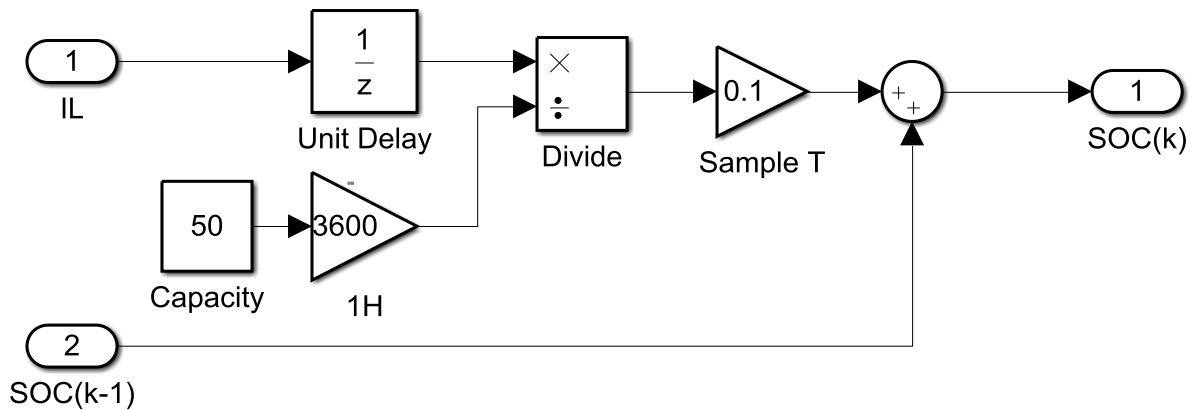 1
IL
1
z
Unit Delay
×
÷
Divide
0.1
Sample T
+
+
1
SOC(k)
50
Capacity
3600
1H
2
SOC(k-1)